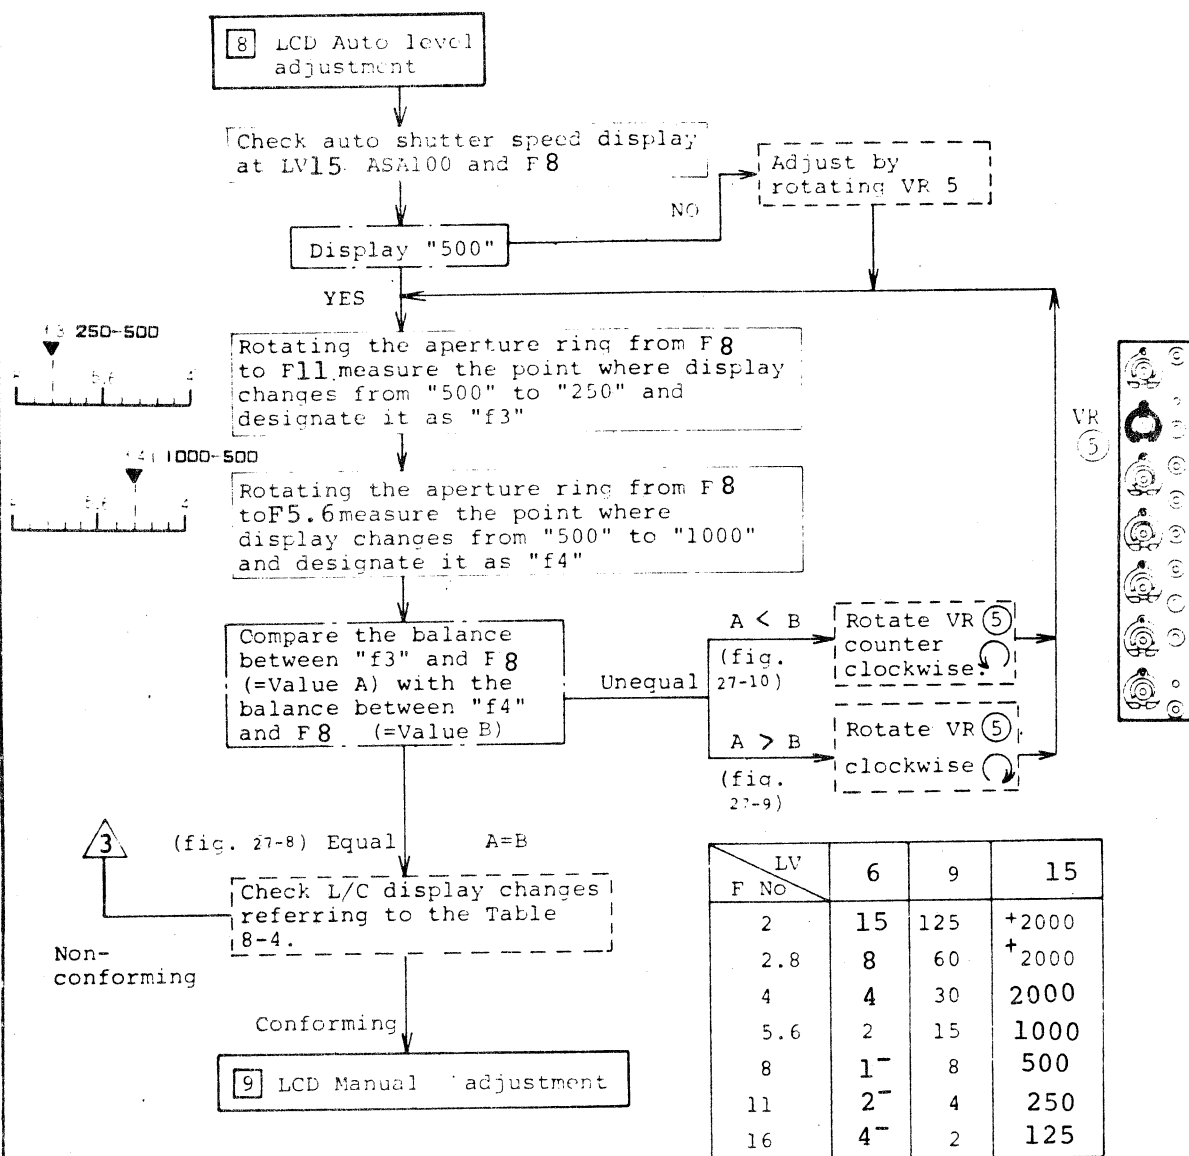 8 LCD Auto level
adjustment
Check auto shutter speed display
at LV15 ASA100 and F8
Adjust by
rotating VR 5
NO
Display "500"
YES
f3 250-500
5.6 4
Rotating the aperture ring from F8
to F11 measure the point where display
changes from "500" to "250" and
designate it as "f3"
1000-500
5.6 4
Rotating the aperture ring from F8
toF5.6measure the point where
display changes from "500" to "1000"
and designate it as "f4"
VR
5
Compare the balance
between "f3" and F8
(=Value A) with the
balance between "f4"
and F8 (=Value B)
Unequal
A < B
(fig.
27-10)
Rotate VR 5
counter
clockwise.
A > B
(fig.
27-9)
Rotate VR 5
clockwise
3
(fig. 27-8) Equal A=B
Check L/C display changes
referring to the Table
8-4.
Non-
conforming
Conforming
9 LCD Manual adjustment
LV
F No 6 9 15
2 15 125 +2000
2.8 8 60 +2000
4 4 30 2000
5.6 2 15 1000
8 1- 8 500
11 2- 4 250
16 4- 2 125